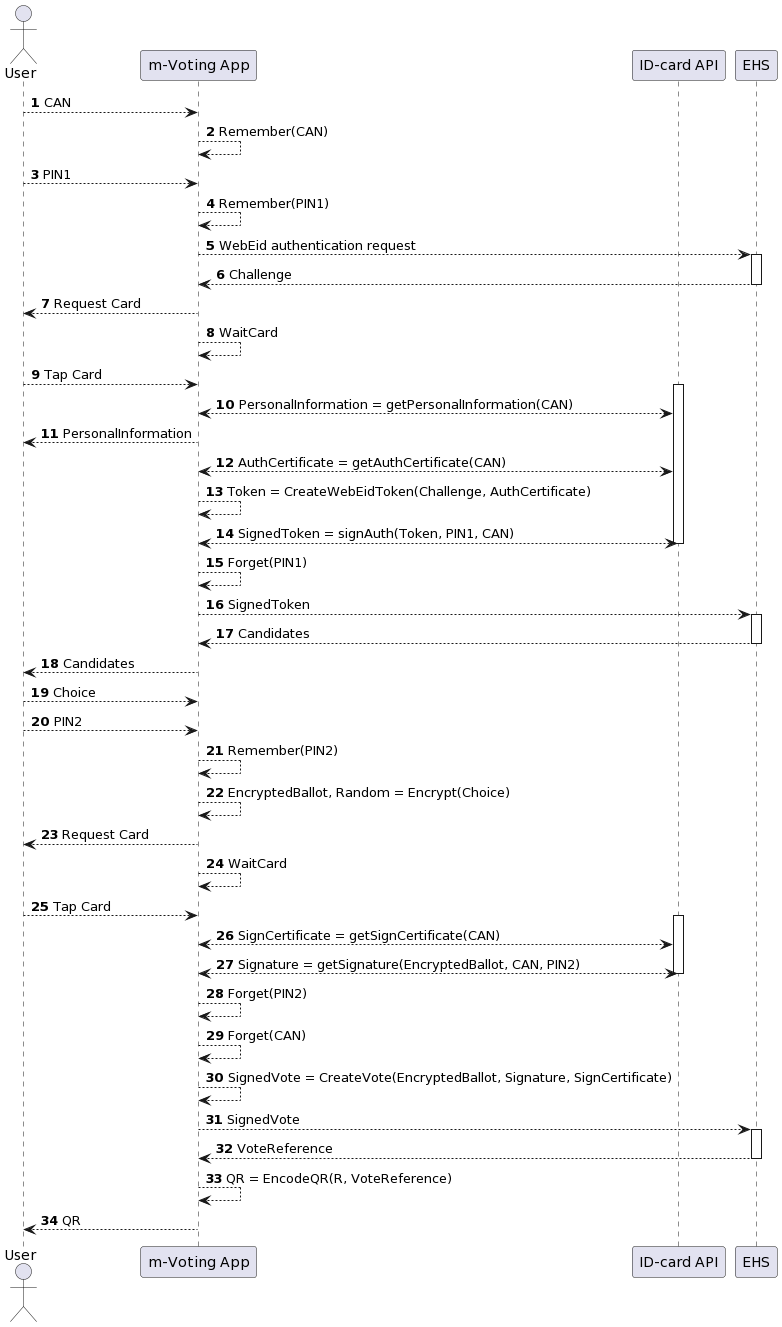 User
m-Voting App
ID-card API
EHS
1 CAN
2 Remember(CAN)
3 PIN1
4 Remember(PIN1)
5 WebEid authentication request
6 Challenge
7 Request Card
8 WaitCard
9 Tap Card
10 PersonalInformation = getPersonalInformation(CAN)
11 PersonalInformation
12 AuthCertificate = getAuthCertificate(CAN)
13 Token = CreateWebEidToken(Challenge, AuthCertificate)
14 SignedToken = signAuth(Token, PIN1, CAN)
15 Forget(PIN1)
16 SignedToken
17 Candidates
18 Candidates
19 Choice
20 PIN2
21 Remember(PIN2)
22 EncryptedBallot, Random = Encrypt(Choice)
23 Request Card
24 WaitCard
25 Tap Card
26 SignCertificate = getSignCertificate(CAN)
27 Signature = getSignature(EncryptedBallot, CAN, PIN2)
28 Forget(PIN2)
29 Forget(CAN)
30 SignedVote = CreateVote(EncryptedBallot, Signature, SignCertificate)
31 SignedVote
32 VoteReference
33 QR = EncodeQR(R, VoteReference)
34 QR
User
m-Voting App
ID-card API
EHS